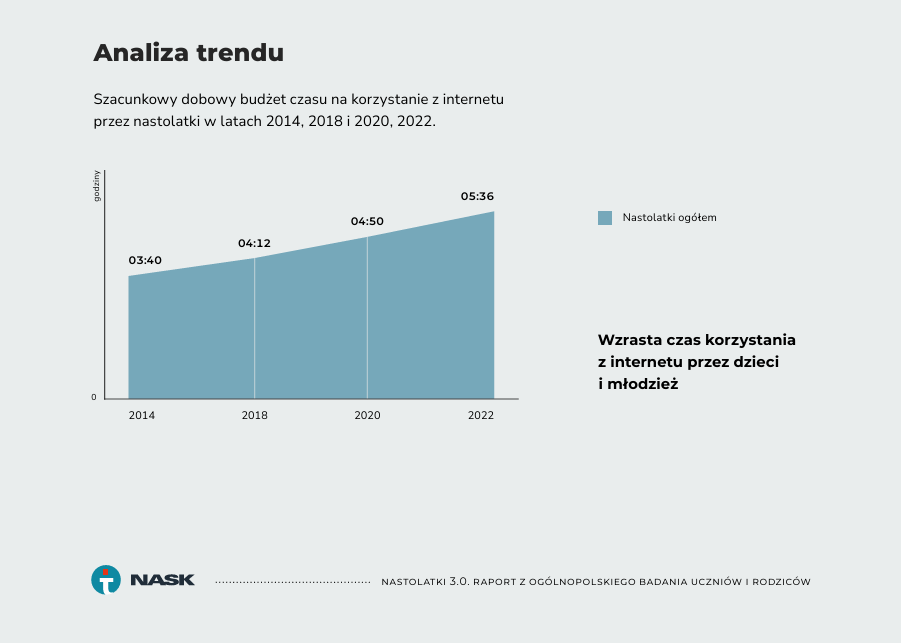 Analiza trendu
Szacunkowy dobowy budżet czasu na korzystanie z internetu
przez nastolatki w latach 2014, 2018 i 2020, 2022.
godziny
05:36
04:50
04:12
03:40
0
2014 2018 2020 2022
Nastolatki ogółem
Wzrasta czas korzystania
z internetu przez dzieci
i młodzież
NASK
NASTOLATKI 3.0. RAPORT Z OGÓLNOPOLSKIEGO BADANIA UCZNIÓW I RODZICÓW